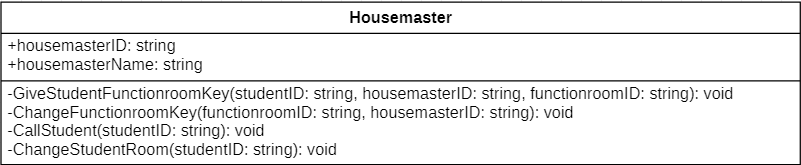 Housemaster
+housemasterID: string
+housemasterName: string
-GiveStudentFunctionroomKey(studentID: string, housemasterID: string, functionroomID: string): void
-ChangeFunctionroomKey(functionroomID: string, housemasterID: string): void
-CallStudent(studentID: string): void
-ChangeStudentRoom(studentID: string): void